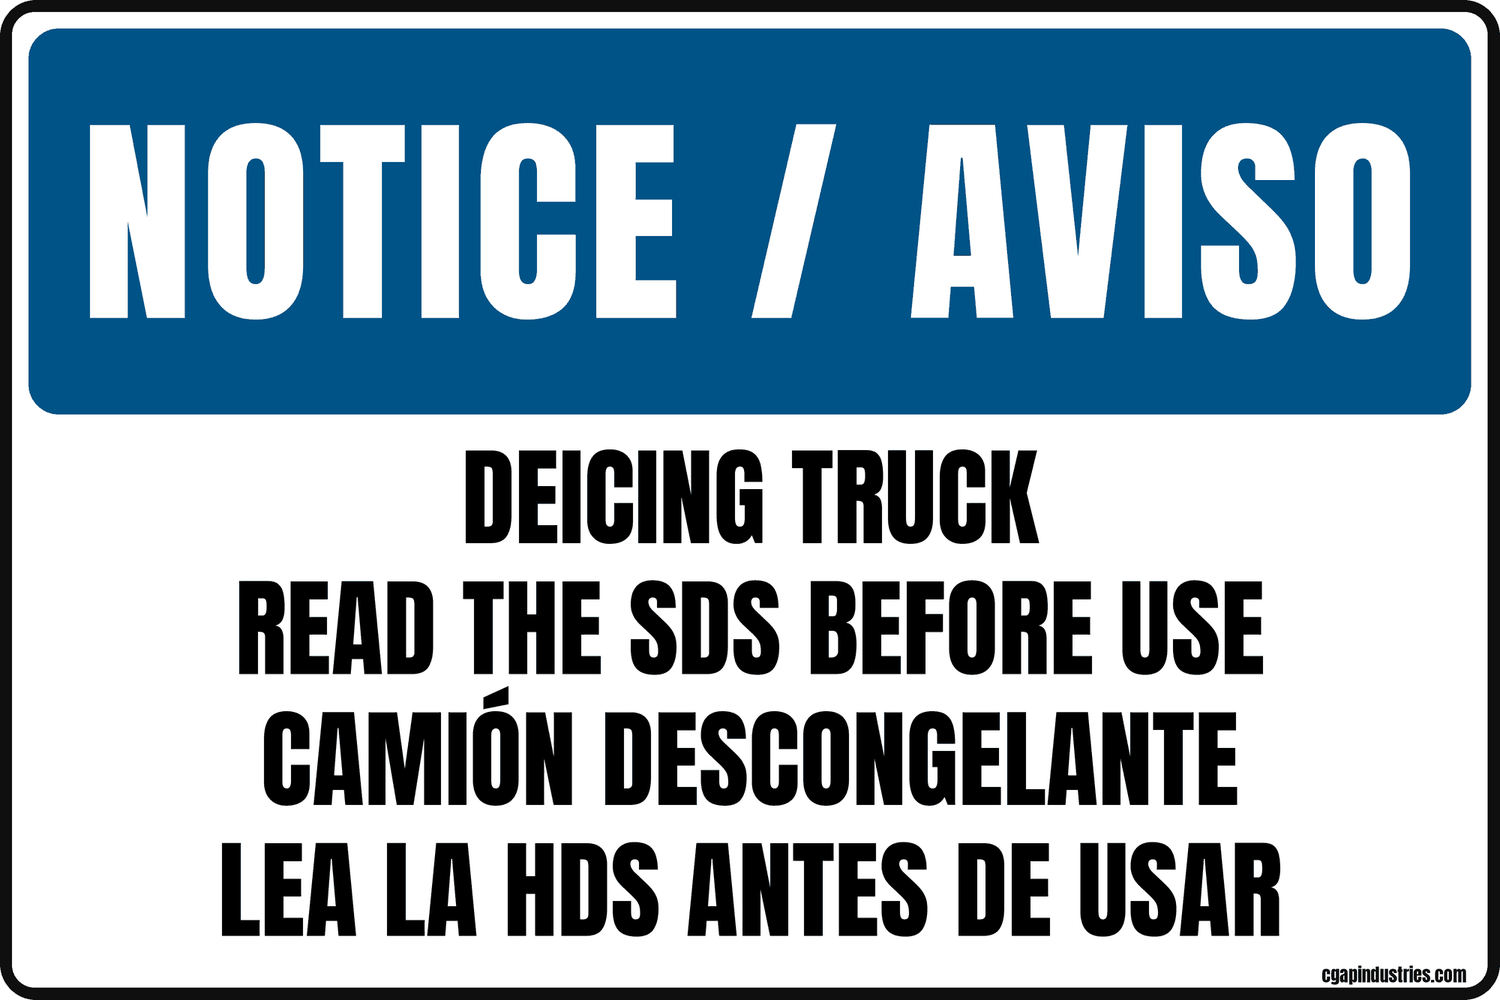 NOTICE / AVISO
DEICING TRUCK
READ THE SDS BEFORE USE
CAMIÓN DESCONGELANTE
LEA LA HDS ANTES DE USAR
cgapindustries.com